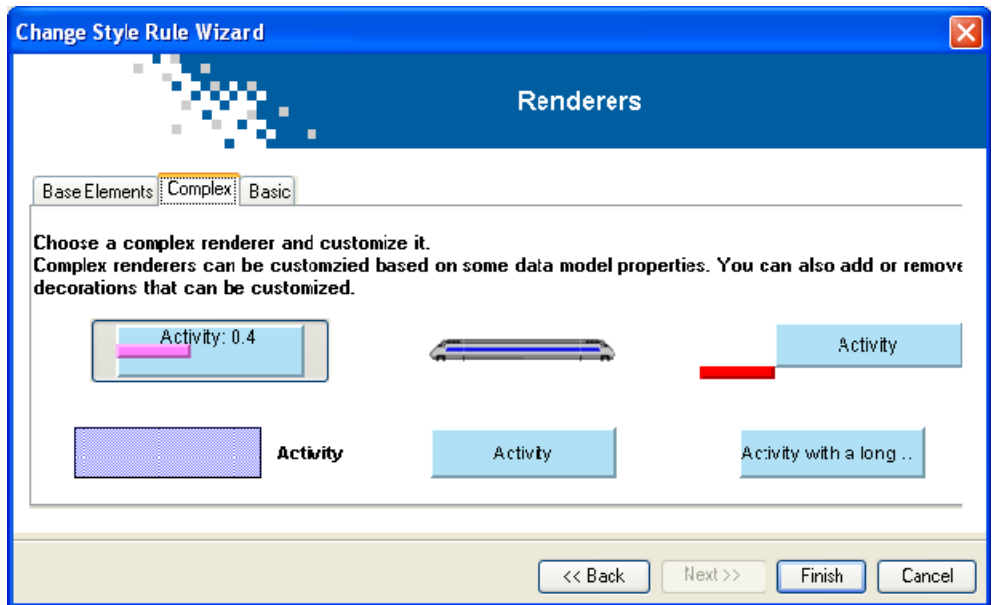 Change Style Rule Wizard
Renderers
Base Elements Complex Basic
Choose a complex renderer and customize it.
Complex renderers can be customzied based on some data model properties. You can also add or remove
decorations that can be customized.
Activity: 0.4
Activity
Activity
Activity
Activity with a long ..
<< Back Next >> Finish Cancel